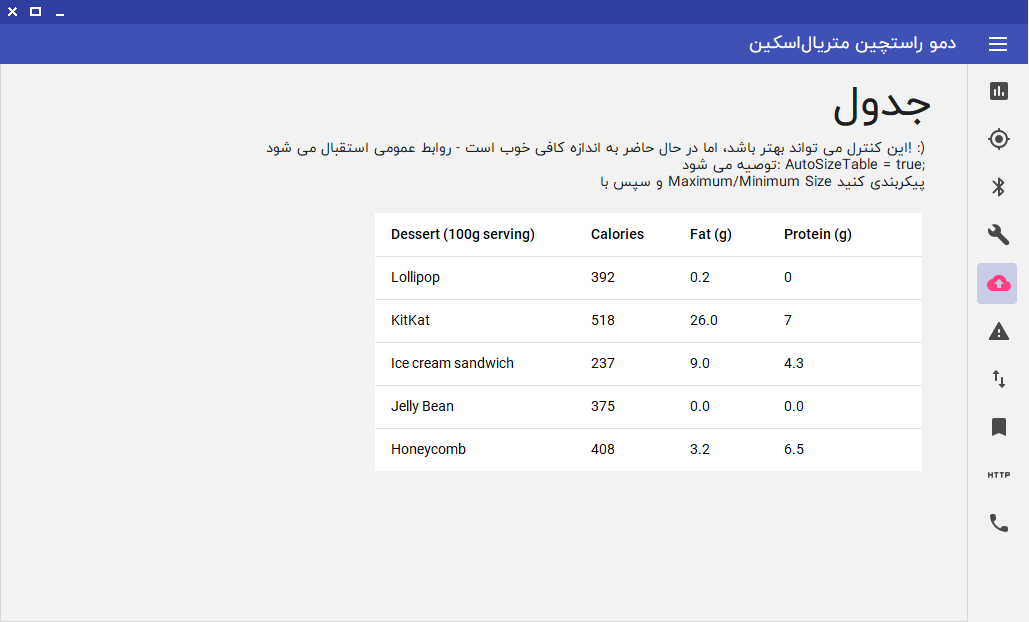 دمو راستچین متریال‌اسکین
جدول
این کنترل می تواند بهتر باشد، اما در حال حاضر به اندازه کافی خوب است - روابط عمومی استقبال می شود! :)
توصیه می شود: AutoSizeTable = true;
پیکربندی کنید Maximum/Minimum Size و سپس با
Dessert (100g serving) Calories Fat (g) Protein (g)
Lollipop 392 0.2 0
KitKat 518 26.0 7
Ice cream sandwich 237 9.0 4.3
Jelly Bean 375 0.0 0.0
Honeycomb 408 3.2 6.5
HTTP